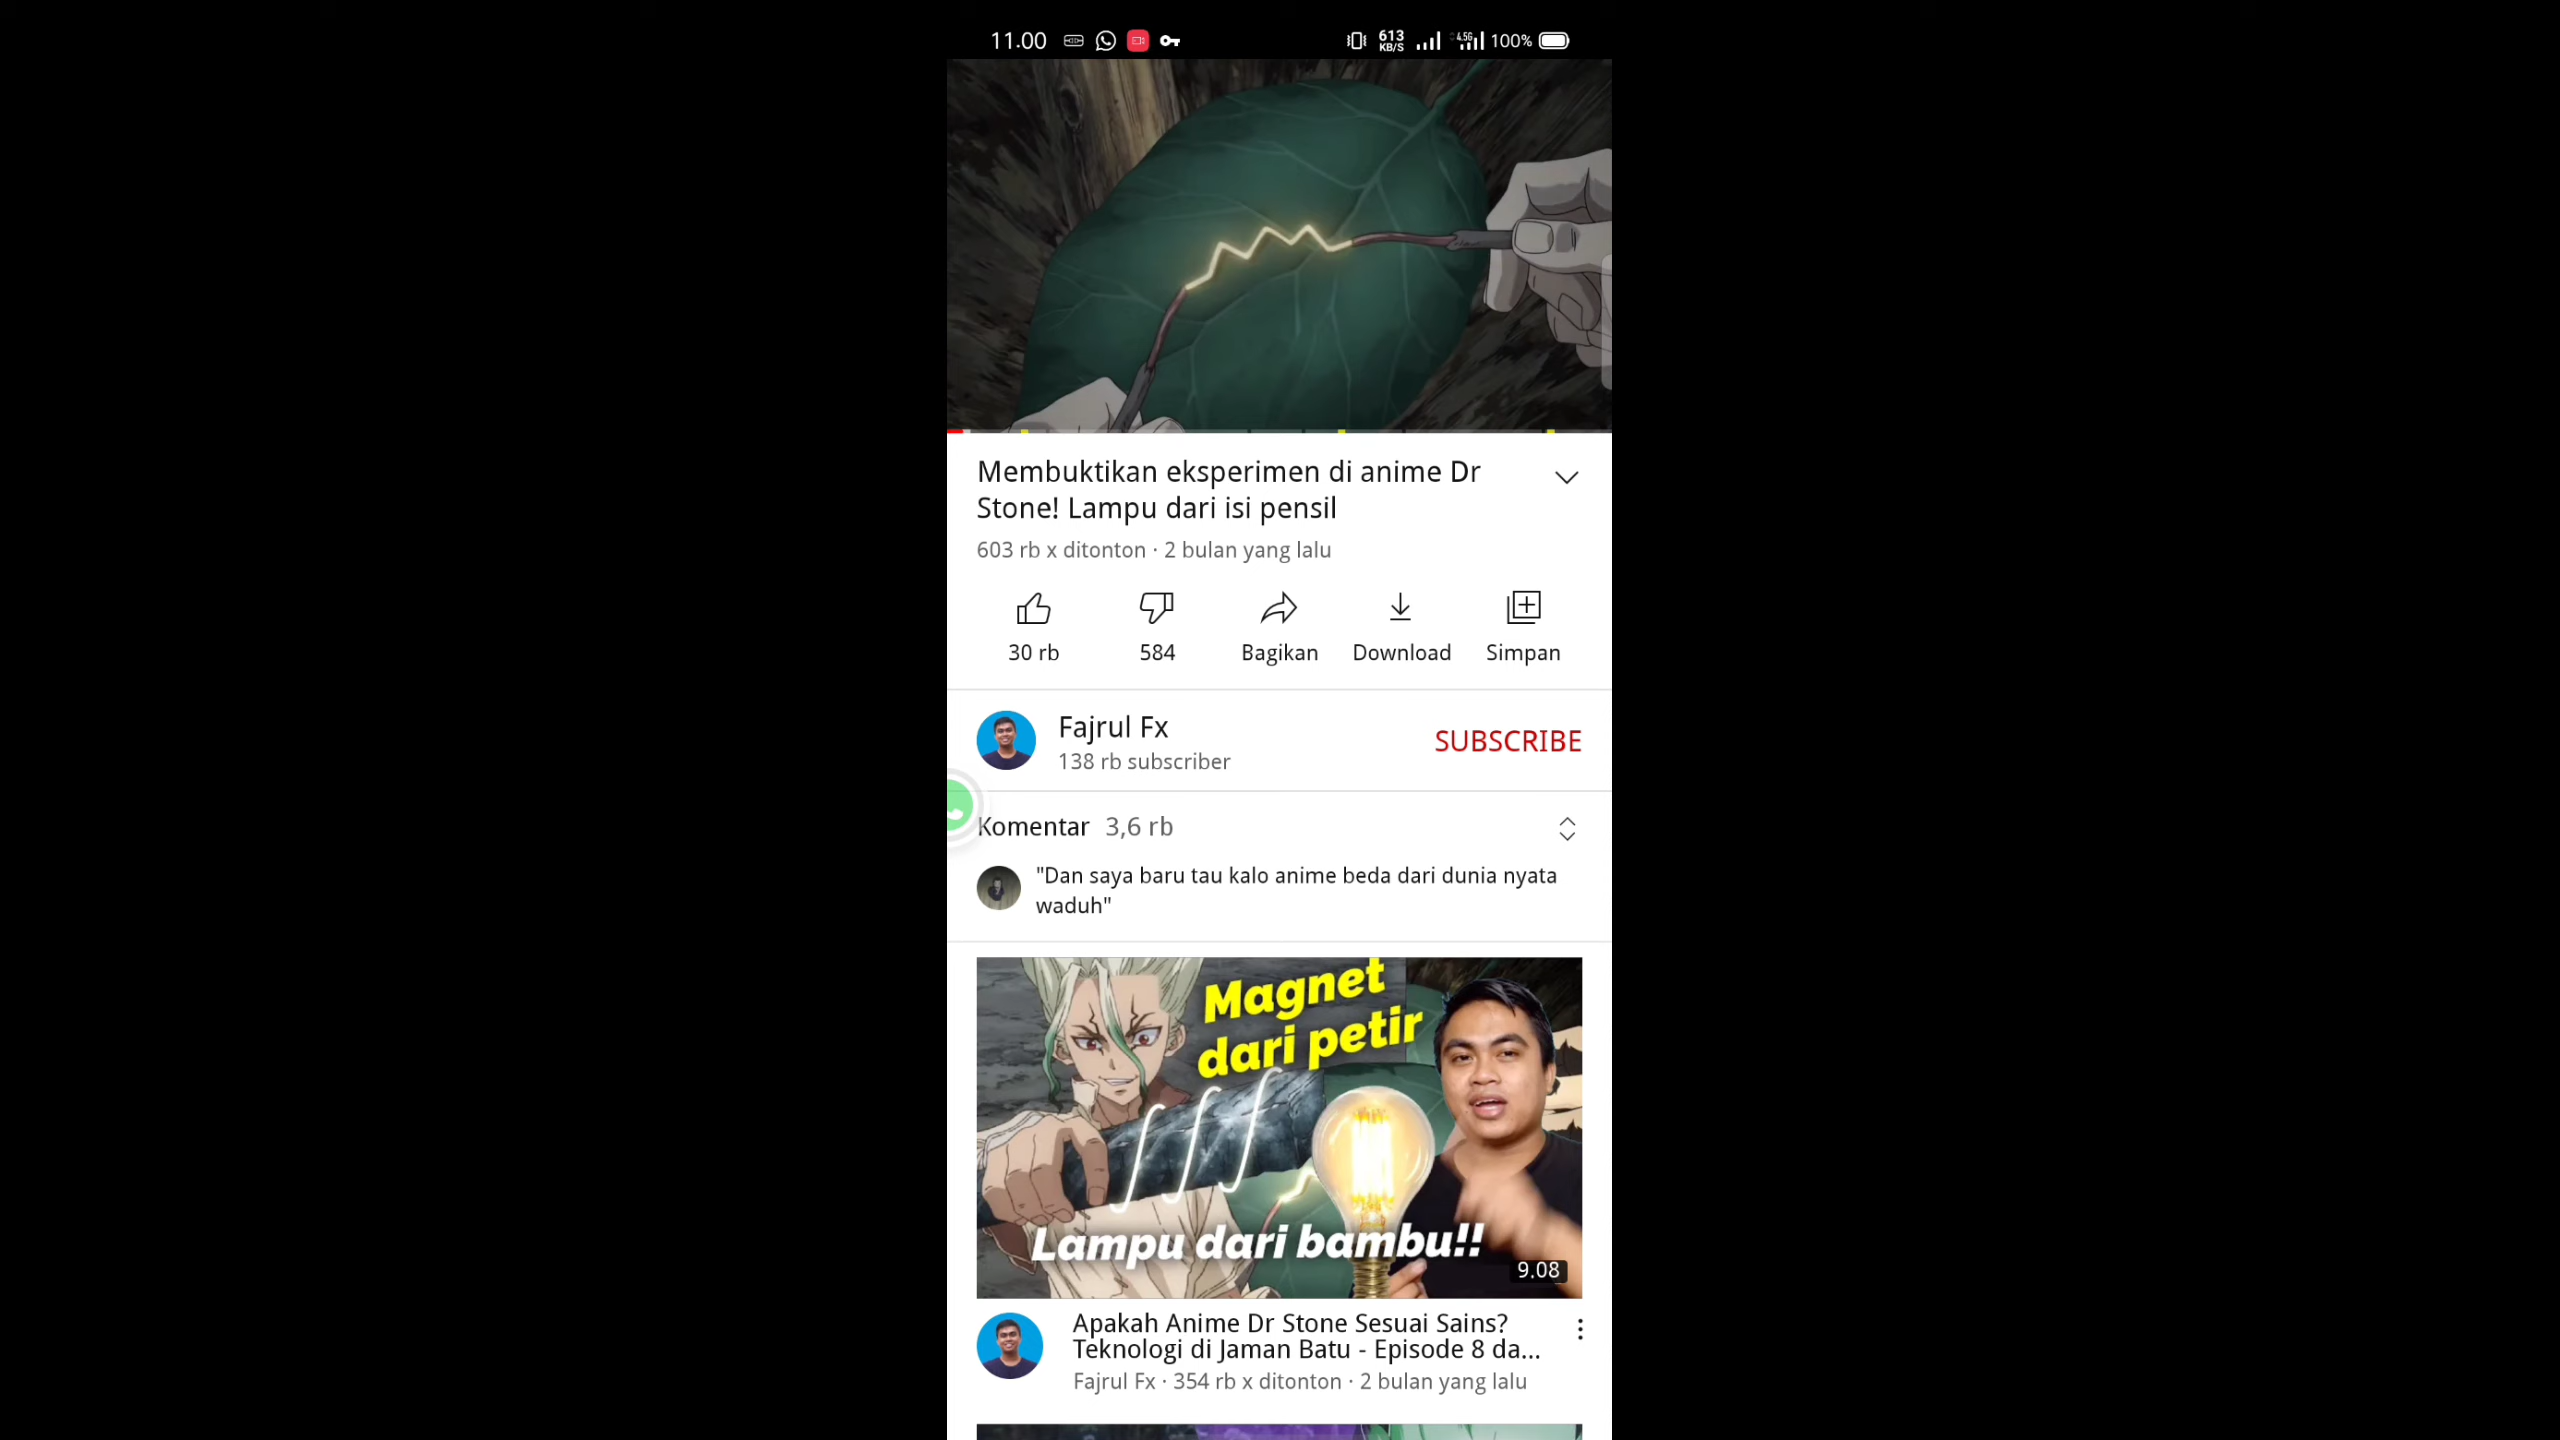 11.00
613
KB/S
4.5G
100%
Membuktikan eksperimen di anime Dr
Stone! Lampu dari isi pensil
603 rb x ditonton · 2 bulan yang lalu
30 rb
584
Bagikan
Download
Simpan
Fajrul Fx
138 rb subscriber
SUBSCRIBE
Komentar 3,6 rb
"Dan saya baru tau kalo anime beda dari dunia nyata
waduh"
Magnet
dari petir
Lampu dari bambu!!
9.08
Apakah Anime Dr Stone Sesuai Sains?
Teknologi di Jaman Batu - Episode 8 da...
Fajrul Fx · 354 rb x ditonton · 2 bulan yang lalu